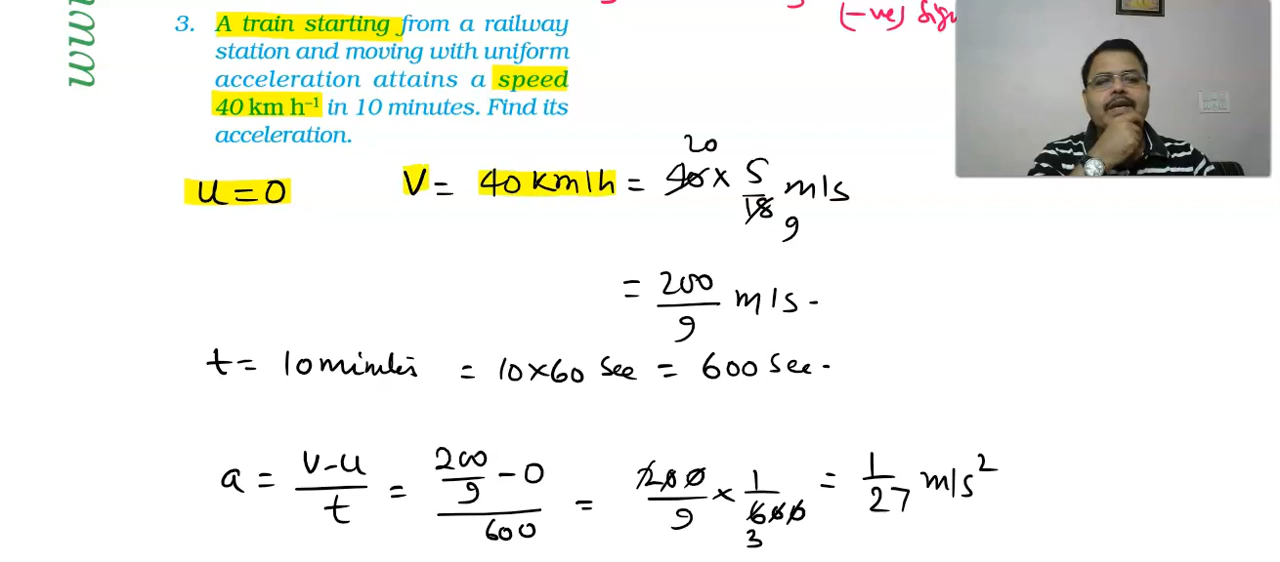 (-ve) Sign
www
3. A train starting from a railway
station and moving with uniform
acceleration attains a speed
40 km h⁻¹ in 10 minutes. Find its
acceleration.
u=0 V= 40 Km/h = 40 20 × 5/18 9 m/s
= 200/9 m/s.
t= 10 minutes = 10×60 Sec = 600 Sec.
a = V-u/t = 200/9 - 0/600 = 200/9 × 1/600 3 = 1/27 m/s²